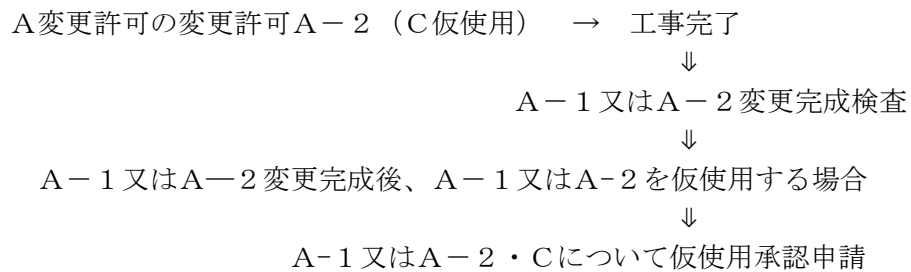 A変更許可の変更許可A－2（C仮使用） → 工事完了
⇓
A－1又はA－2変更完成検査
⇓
A－1又はA―2変更完成後、A－1又はA-2を仮使用する場合
⇓
A-1又はA－2・Cについて仮使用承認申請